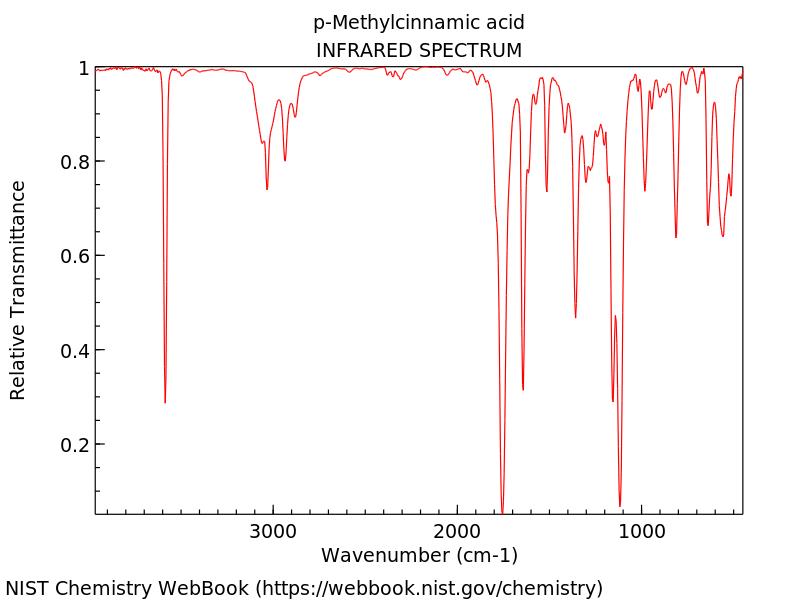 p-Methylcinnamic acid
INFRARED SPECTRUM
1
0.8
0.6
0.4
0.2
Relative Transmittance
3000 2000 1000
Wavenumber (cm-1)
NIST Chemistry WebBook (https://webbook.nist.gov/chemistry)